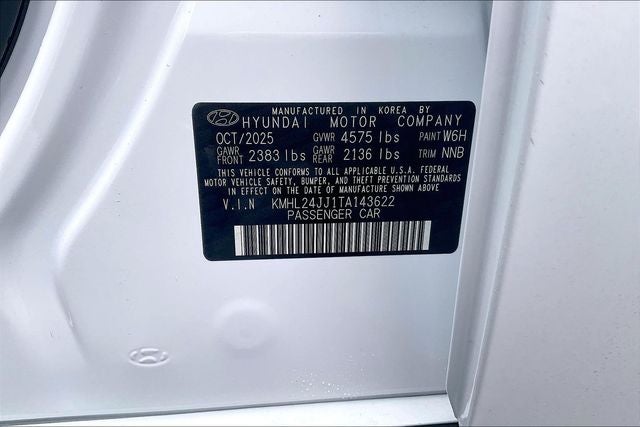 MANUFACTURED IN KOREA BY
HYUNDAI MOTOR COMPANY
OCT/2025 GVWR 4575 lbs PAINT W6H
GAWR FRONT 2383 lbs GAWR REAR 2136 lbs TRIM NNB
THIS VEHICLE CONFORMS TO ALL APPLICABLE U.S.A. FEDERAL
MOTOR VEHICLE SAFETY, BUMPER, AND THEFT PREVENTION STANDARDS
IN EFFECT ON THE DATE OF MANUFACTURE SHOWN ABOVE.
V.I.N KMHL24JJ1TA143622
PASSENGER CAR